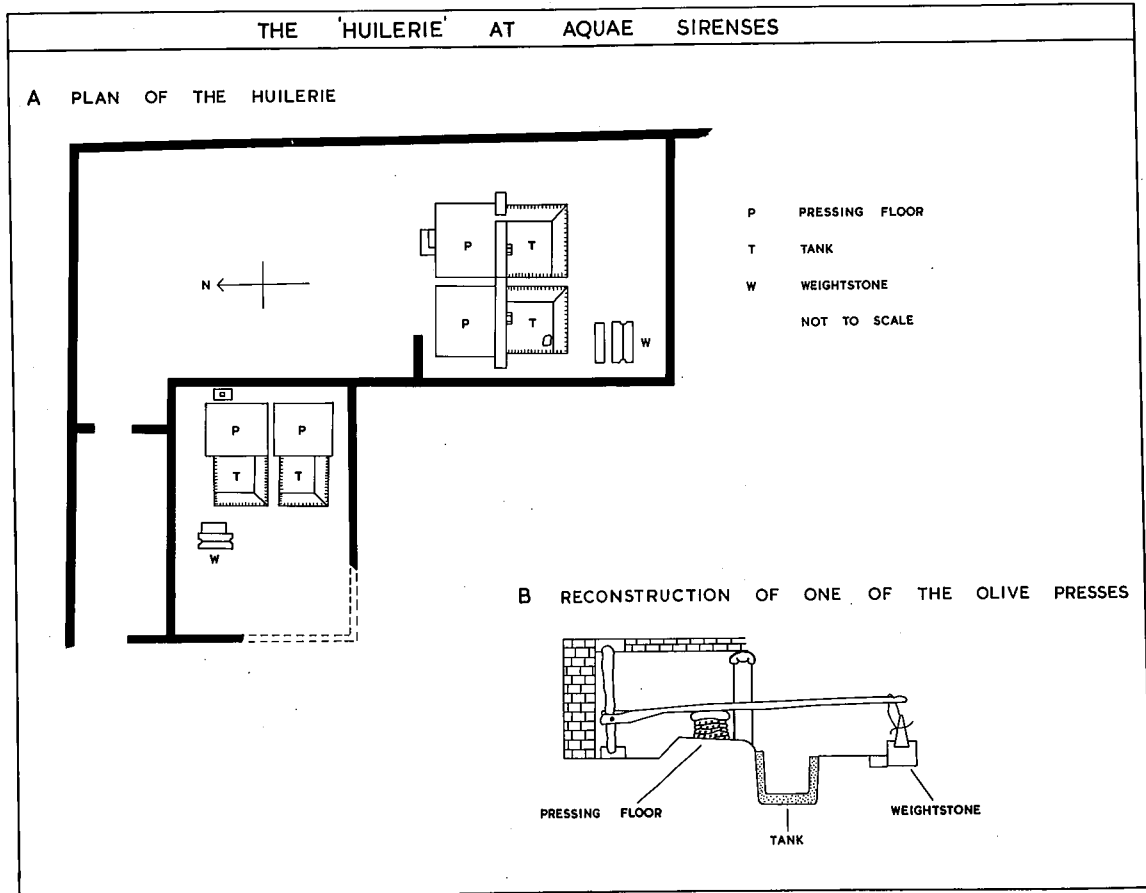 THE 'HUILERIE' AT AQUAE SIRENSES
A PLAN OF THE HUILERIE
P PRESSING FLOOR
T TANK
W WEIGHTSTONE
NOT TO SCALE
N
P T
P T
W
P P
T T
W
B RECONSTRUCTION OF ONE OF THE OLIVE PRESSES
PRESSING FLOOR
TANK
WEIGHTSTONE